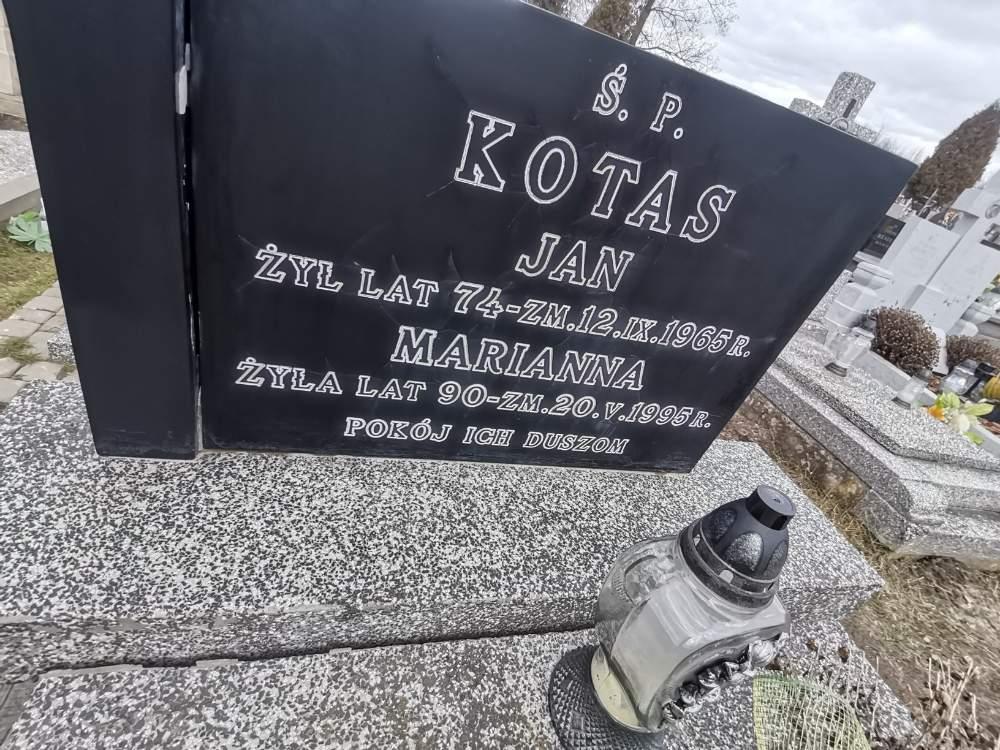 Ś. P.
KOTAS
JAN
ŻYŁ LAT 74-ZM.12.IX.1965 R.
MARIANNA
ŻYŁA LAT 90-ZM.20.V.1995 R.
POKÓJ ICH DUSZOM